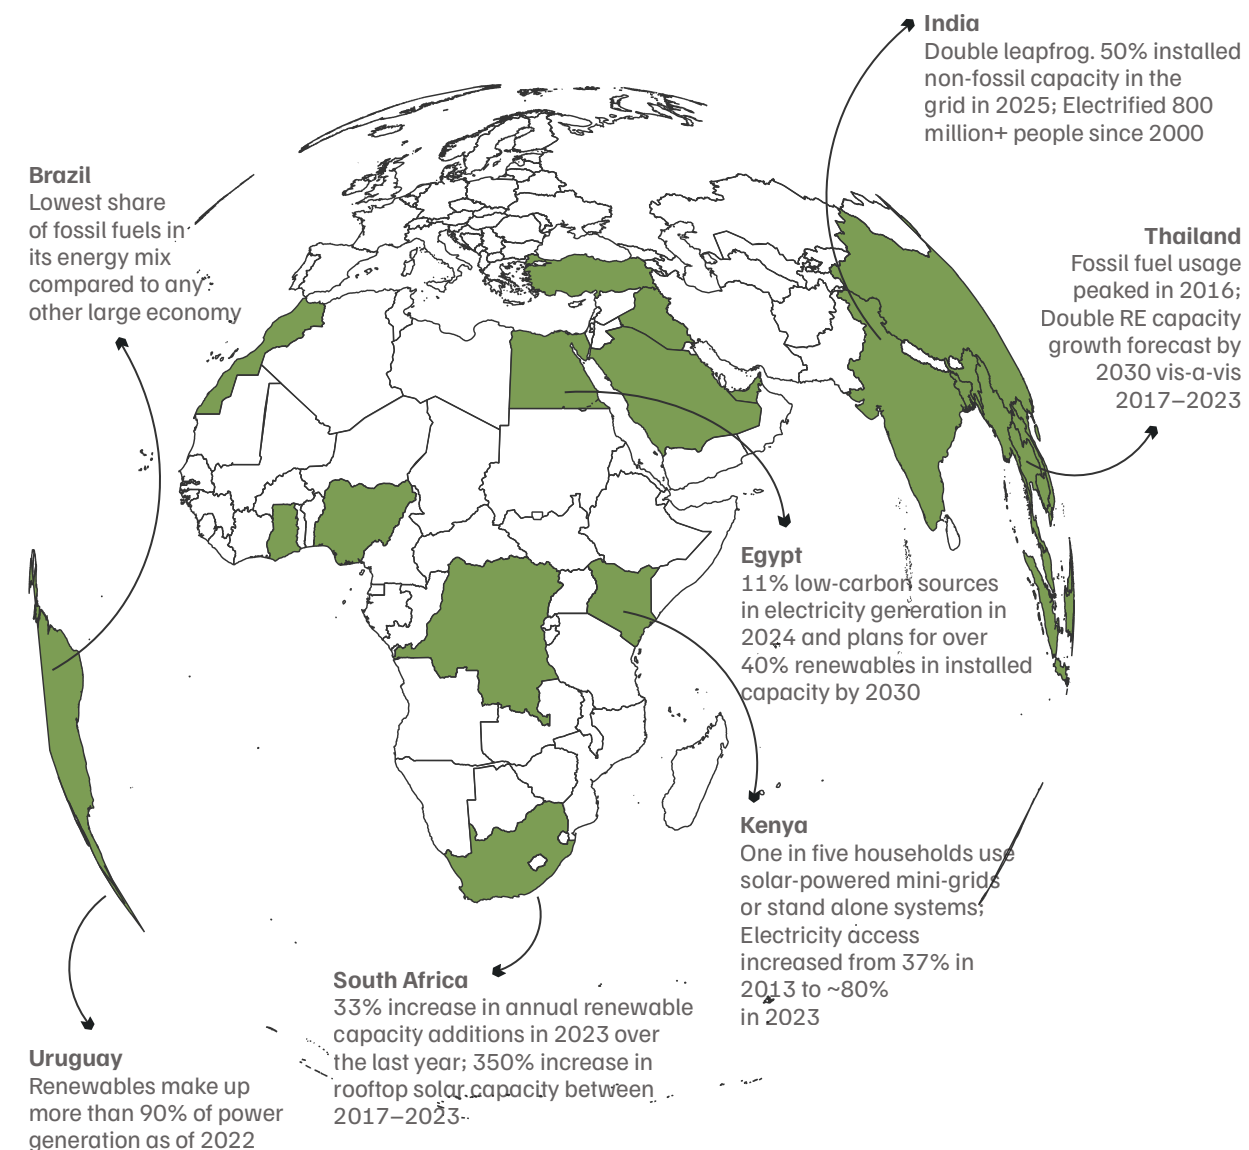 India
Double leapfrog. 50% installed
non-fossil capacity in the
grid in 2025; Electrified 800
million+ people since 2000
Brazil
Lowest share
of fossil fuels in
its energy mix
compared to any
other large economy
Thailand
Fossil fuel usage
peaked in 2016;
Double RE capacity
growth forecast by
2030 vis-a-vis
2017–2023
Egypt
11% low-carbon sources
in electricity generation in
2024 and plans for over
40% renewables in installed
capacity by 2030
Kenya
One in five households use
solar-powered mini-grids
or stand alone systems;
Electricity access
increased from 37% in
2013 to ~80%
in 2023
South Africa
33% increase in annual renewable
capacity additions in 2023 over
the last year; 350% increase in
rooftop solar capacity between
2017–2023
Uruguay
Renewables make up
more than 90% of power
generation as of 2022